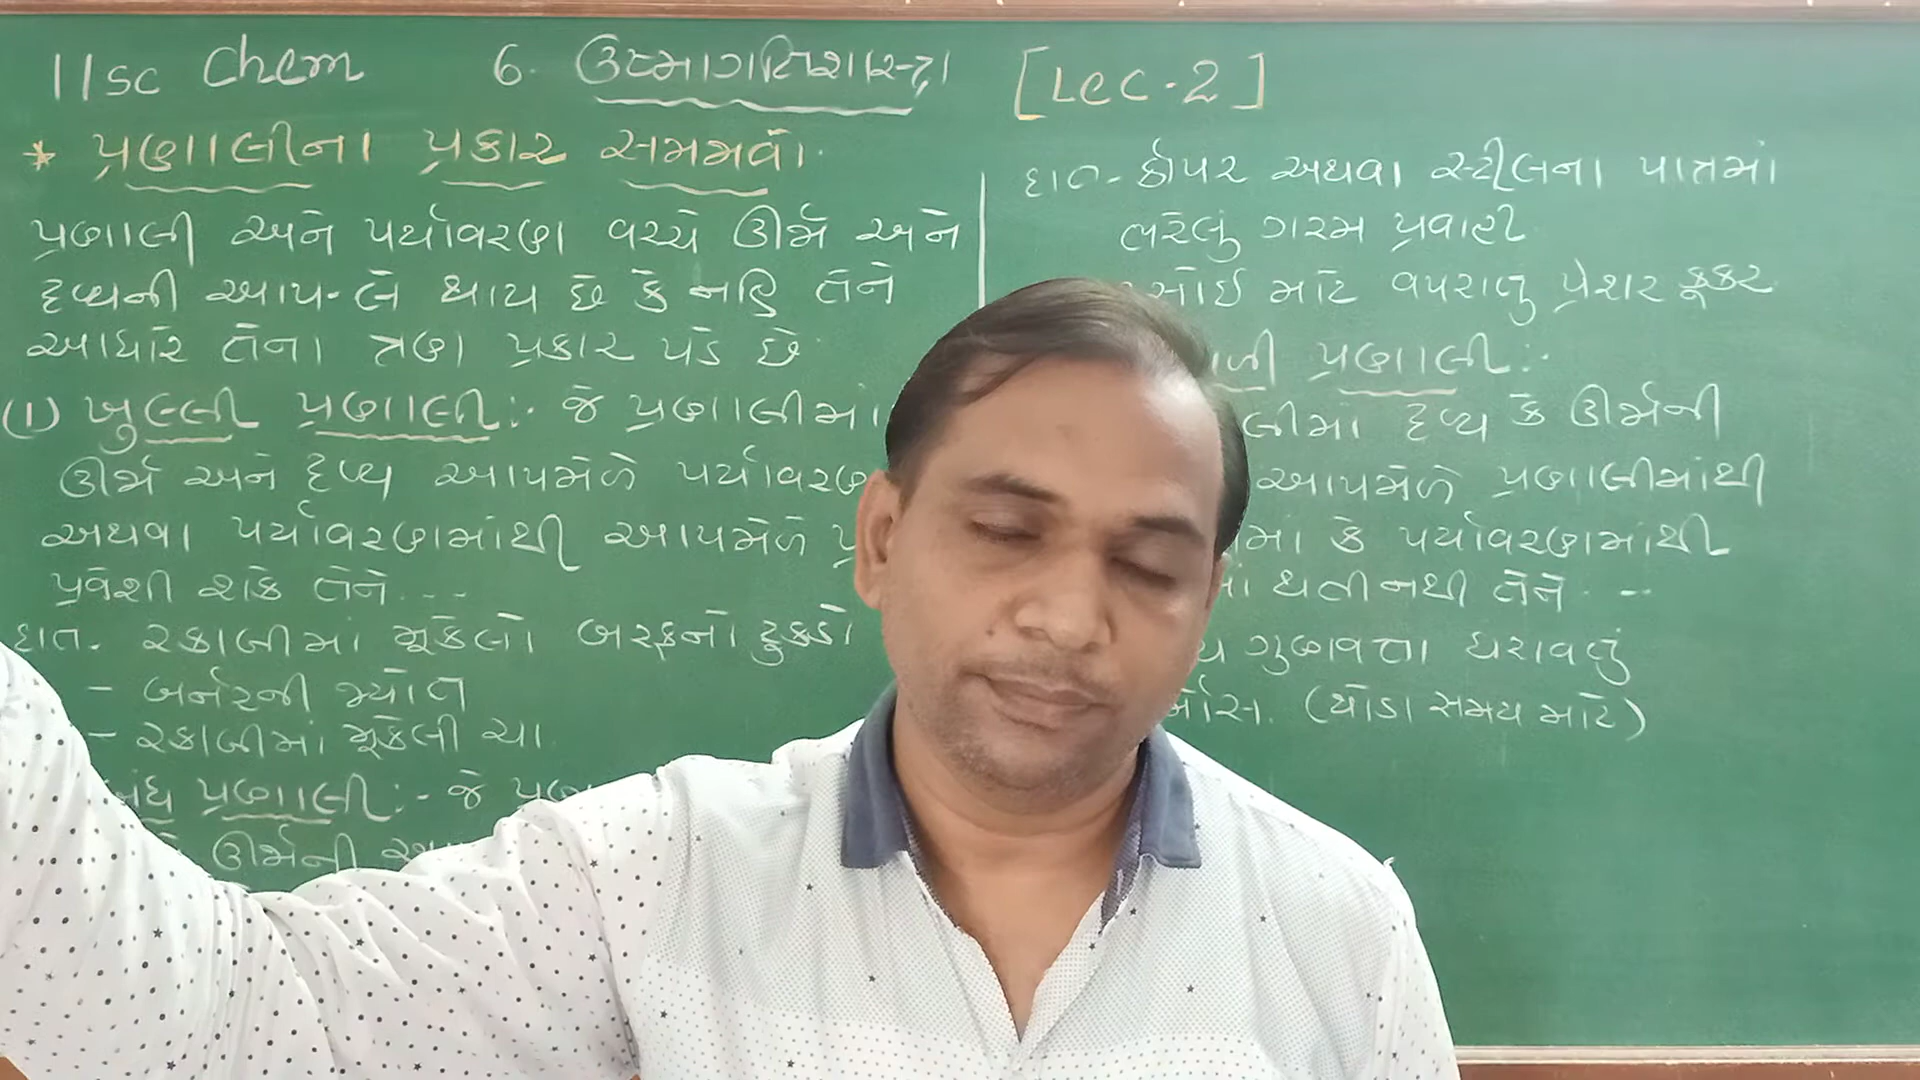 11sc Chem 6. ઉષ્માગતિશાસ્ત્ર [Lec-2]
* પ્રણાલીના પ્રકાર સમજાવો.
પ્રણાલી અને પર્યાવરણ વચ્ચે ઊર્જા અને
દ્રવ્યની આપ-લે થાય છે કે નહિ તેને
આધારે તેના ત્રણ પ્રકાર પડે છે.
(1) ખુલ્લી પ્રણાલી:- જે પ્રણાલીમાં
ઊર્જા અને દ્રવ્ય આપમેળે
અથવા પર્યાવરણમાંથી આપમેળે
પ્રવેશી શકે તેને ---
દા.ત. રકાબીમાં મૂકેલો બરફનો ટુકડો
- બર્નરની જ્યોત
- રકાબીમાં મૂકેલી ચા
પ્રણાલી:- જે
ઊર્જાની
દા.ત.- કોપર અથવા સ્ટીલના પાત્રમાં
ભરેલું ગરમ પ્રવાહી
માટે વપરાતું પ્રેશર કૂકર
પ્રણાલી:-
દ્રવ્ય કે ઊર્જાની
આપમેળે પ્રણાલીમાંથી
કે પર્યાવરણમાંથી
થતી નથી તેને. --
ગુણવત્તા ધરાવતું
(થોડા સમય માટે)